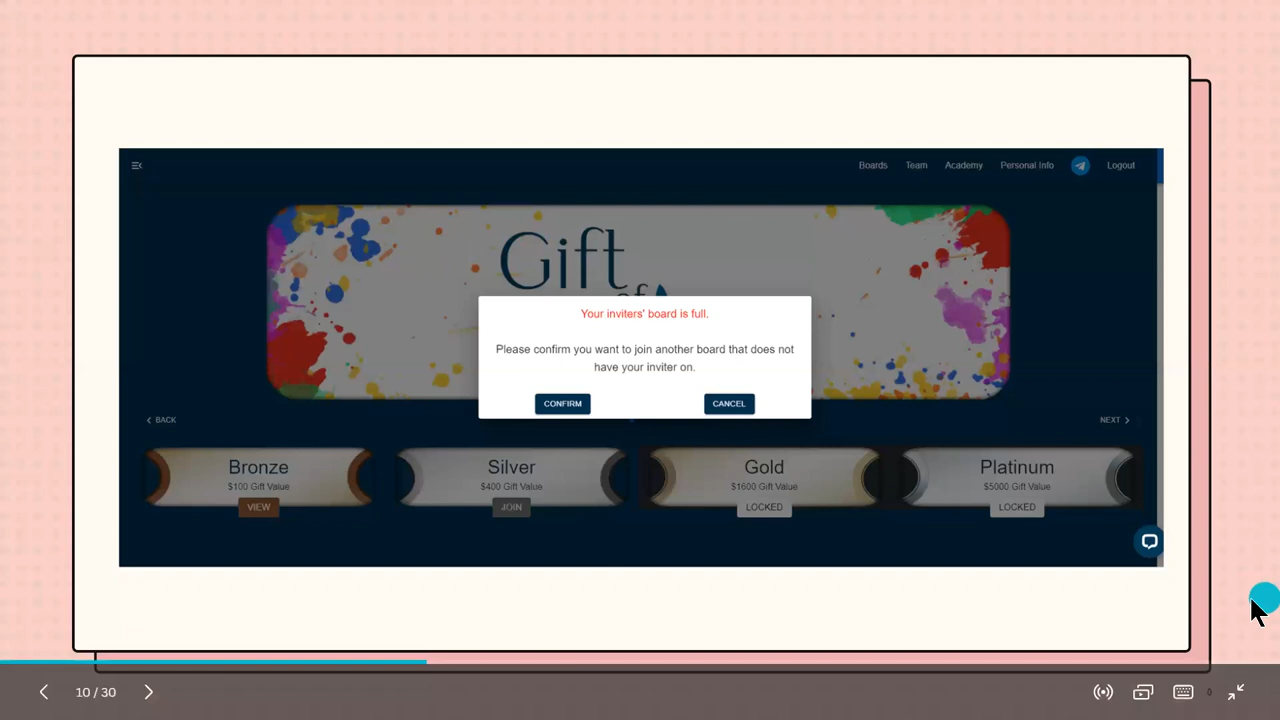 Boards Team Academy Personal Info Logout
Gift
of
Your inviters' board is full.
Please confirm you want to join another board that does not
have your inviter on.
CONFIRM CANCEL
BACK NEXT
Bronze Silver Gold Platinum
$100 Gift Value $400 Gift Value $1600 Gift Value $5000 Gift Value
VIEW JOIN LOCKED LOCKED
10 / 30